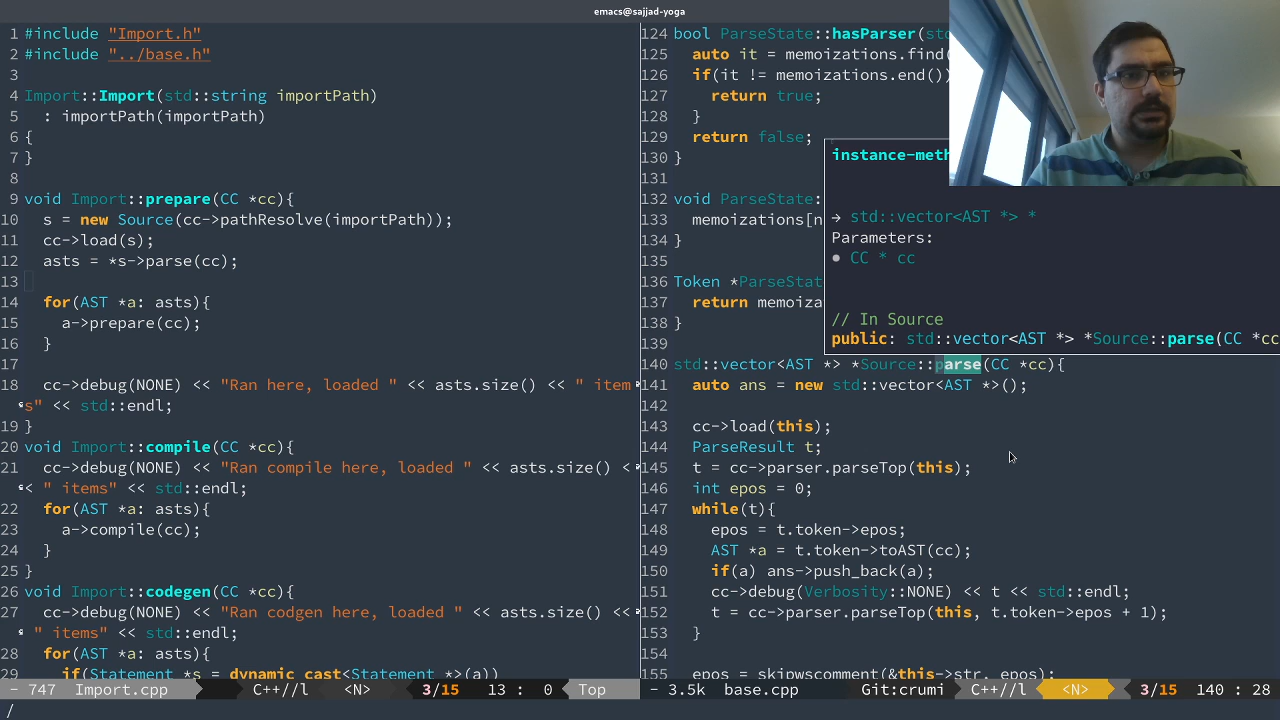 emacs@sajjad-yoga
1 #include "Import.h"
2 #include "../base.h"
3
4 Import::Import(std::string importPath)
5   : importPath(importPath)
6 {
7 }
8
9 void Import::prepare(CC *cc){
10   s = new Source(cc->pathResolve(importPath));
11   cc->load(s);
12   asts = *s->parse(cc);
13
14   for(AST *a: asts){
15     a->prepare(cc);
16   }
17
18   cc->debug(NONE) << "Ran here, loaded " << asts.size() << " item
s" << std::endl;
19 }
20 void Import::compile(CC *cc){
21   cc->debug(NONE) << "Ran compile here, loaded " << asts.size() <
< " items" << std::endl;
22   for(AST *a: asts){
23     a->compile(cc);
24   }
25 }
26 void Import::codegen(CC *cc){
27   cc->debug(NONE) << "Ran codgen here, loaded " << asts.size() <<
" items" << std::endl;
28   for(AST *a: asts){
29     if(Statement *s = dynamic_cast<Statement *>(a))
- 747 Import.cpp C++//l <N> 3/15 13 : 0 Top
124 bool ParseState::hasParser(
125   auto it = memoizations.find
126   if(it != memoizations.end())
127     return true;
128   }
129   return false;
130 }
131
132 void ParseState::
133   memoizations[n
134 }
135
136 Token *ParseStat
137   return memoiza
138 }
139
140 std::vector<AST *> *Source::parse(CC *cc){
141   auto ans = new std::vector<AST *>();
142
143   cc->load(this);
144   ParseResult t;
145   t = cc->parser.parseTop(this);
146   int epos = 0;
147   while(t){
148     epos = t.token->epos;
149     AST *a = t.token->toAST(cc);
150     if(a) ans->push_back(a);
151     cc->debug(Verbosity::NONE) << t << std::endl;
152     t = cc->parser.parseTop(this, t.token->epos + 1);
153   }
154
155   epos = skipwscomment(&this->str, epos);
- 3.5k base.cpp Git:crumi C++//l <N> 3/15 140 : 28
instance-meth
→ std::vector<AST *> *
Parameters:
● CC * cc
// In Source
public: std::vector<AST *> *Source::parse(CC *cc
/